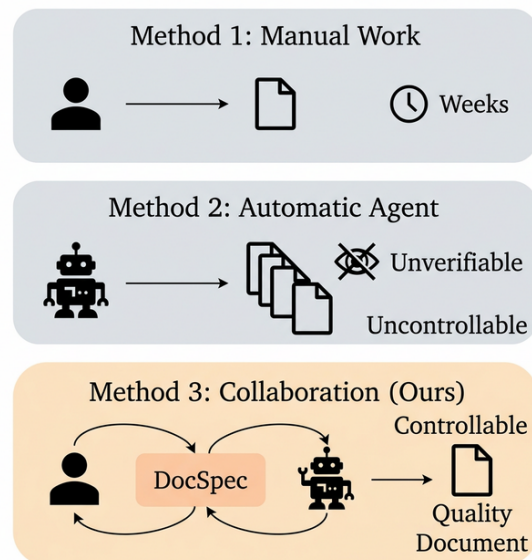 Method 1: Manual Work
Weeks
Method 2: Automatic Agent
Unverifiable
Uncontrollable
Method 3: Collaboration (Ours)
Controllable
DocSpec
Quality
Document